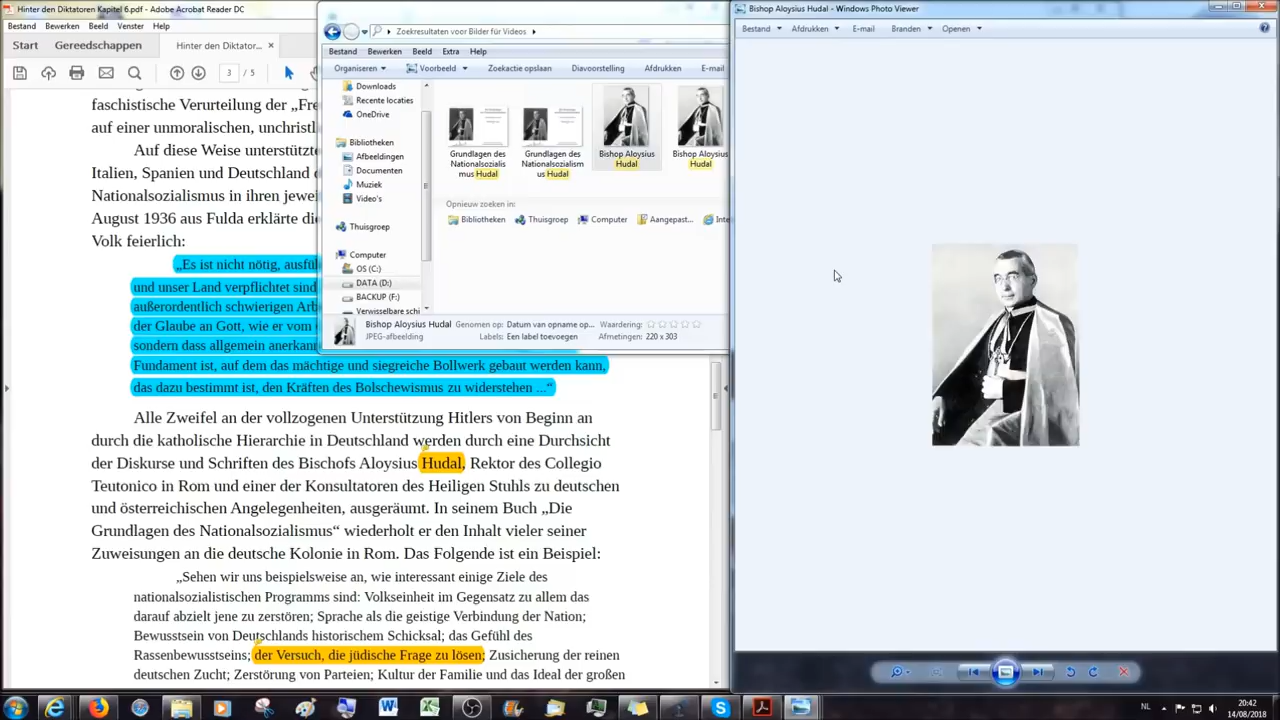 Hinter den Diktatoren Kapitel 6.pdf - Adobe Acrobat Reader DC
Bestand Bewerken Beeld Venster Help
Start Gereedschappen Hinter den Diktator... ×
3 / 5
faschistische Verurteilung der „Fre
auf einer unmoralischen, unchristl
Auf diese Weise unterstützte
Italien, Spanien und Deutschland d
Nationalsozialismus in ihren jewei
August 1936 aus Fulda erklärte die
Volk feierlich:
„Es ist nicht nötig, ausfül
und unser Land verpflichtet sind
außerordentlich schwierigen Arb
der Glaube an Gott, wie er vom
sondern dass allgemein anerkan
Fundament ist, auf dem das mächtige und siegreiche Bollwerk gebaut werden kann,
das dazu bestimmt ist, den Kräften des Bolschewismus zu widerstehen ...“
Alle Zweifel an der vollzogenen Unterstützung Hitlers von Beginn an
durch die katholische Hierarchie in Deutschland werden durch eine Durchsicht
der Diskurse und Schriften des Bischofs Aloysius Hudal, Rektor des Collegio
Teutonico in Rom und einer der Konsultatoren des Heiligen Stuhls zu deutschen
und österreichischen Angelegenheiten, ausgeräumt. In seinem Buch „Die
Grundlagen des Nationalsozialismus“ wiederholt er den Inhalt vieler seiner
Zuweisungen an die deutsche Kolonie in Rom. Das Folgende ist ein Beispiel:
„Sehen wir uns beispielsweise an, wie interessant einige Ziele des
nationalsozialistischen Programms sind: Volkseinheit im Gegensatz zu allem das
darauf abzielt jene zu zerstören; Sprache als die geistige Verbindung der Nation;
Bewusstsein von Deutschlands historischem Schicksal; das Gefühl des
Rassenbewusstseins; der Versuch, die jüdische Frage zu lösen; Zusicherung der reinen
deutschen Zucht; Zerstörung von Parteien; Kultur der Familie und das Ideal der großen
Zoekresultaten voor Bilder für Videos
Bestand Bewerken Beeld Extra Help
Organiseren Voorbeeld Zoekactie opslaan Diavoorstelling Afdrukken E-mail
Downloads
Recente locaties
OneDrive
Bibliotheken
Afbeeldingen
Documenten
Muziek
Video's
Thuisgroep
Computer
OS (C:)
DATA (D:)
BACKUP (F:)
Verwisselbare schi
Grundlagen des
Nationalsozialis
mus Hudal
Grundlagen des
Nationalsozialism
us Hudal
Bishop Aloysius
Hudal
Bishop Aloysius
Hudal
Opnieuw zoeken in:
Bibliotheken Thuisgroep Computer Aangepast... Inte
Bishop Aloysius Hudal Genomen op: Datum van opname op... Waardering:
JPEG-afbeelding Labels: Een label toevoegen Afmetingen: 220 x 303
Bishop Aloysius Hudal - Windows Photo Viewer
Bestand Afdrukken E-mail Branden Openen
NL
20:42
14/08/2018